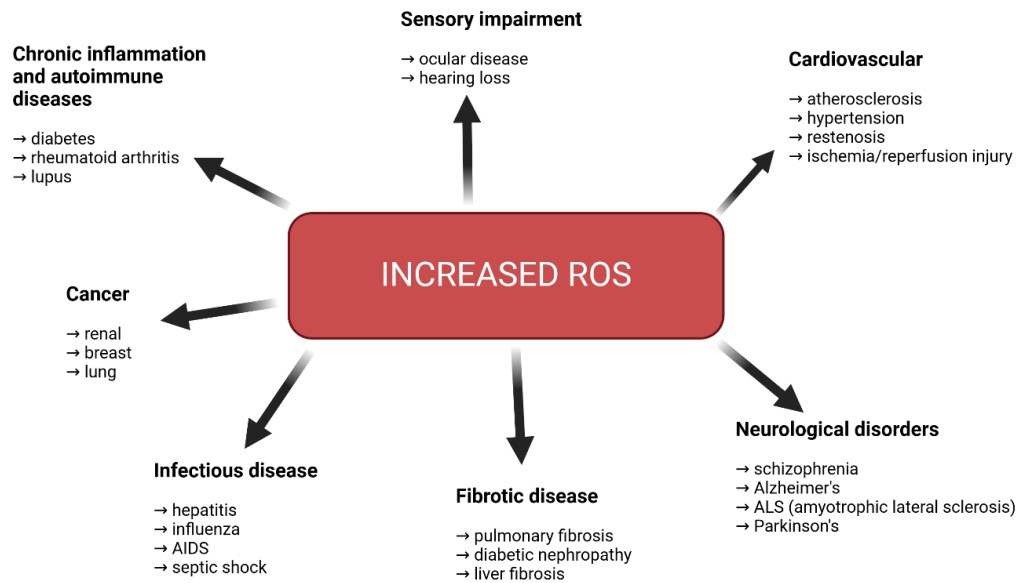 Sensory impairment
→ ocular disease
→ hearing loss
Chronic inflammation
and autoimmune
diseases
→ diabetes
→ rheumatoid arthritis
→ lupus
Cardiovascular
→ atherosclerosis
→ hypertension
→ restenosis
→ ischemia/reperfusion injury
INCREASED ROS
Cancer
→ renal
→ breast
→ lung
Infectious disease
→ hepatitis
→ influenza
→ AIDS
→ septic shock
Fibrotic disease
→ pulmonary fibrosis
→ diabetic nephropathy
→ liver fibrosis
Neurological disorders
→ schizophrenia
→ Alzheimer's
→ ALS (amyotrophic lateral sclerosis)
→ Parkinson's